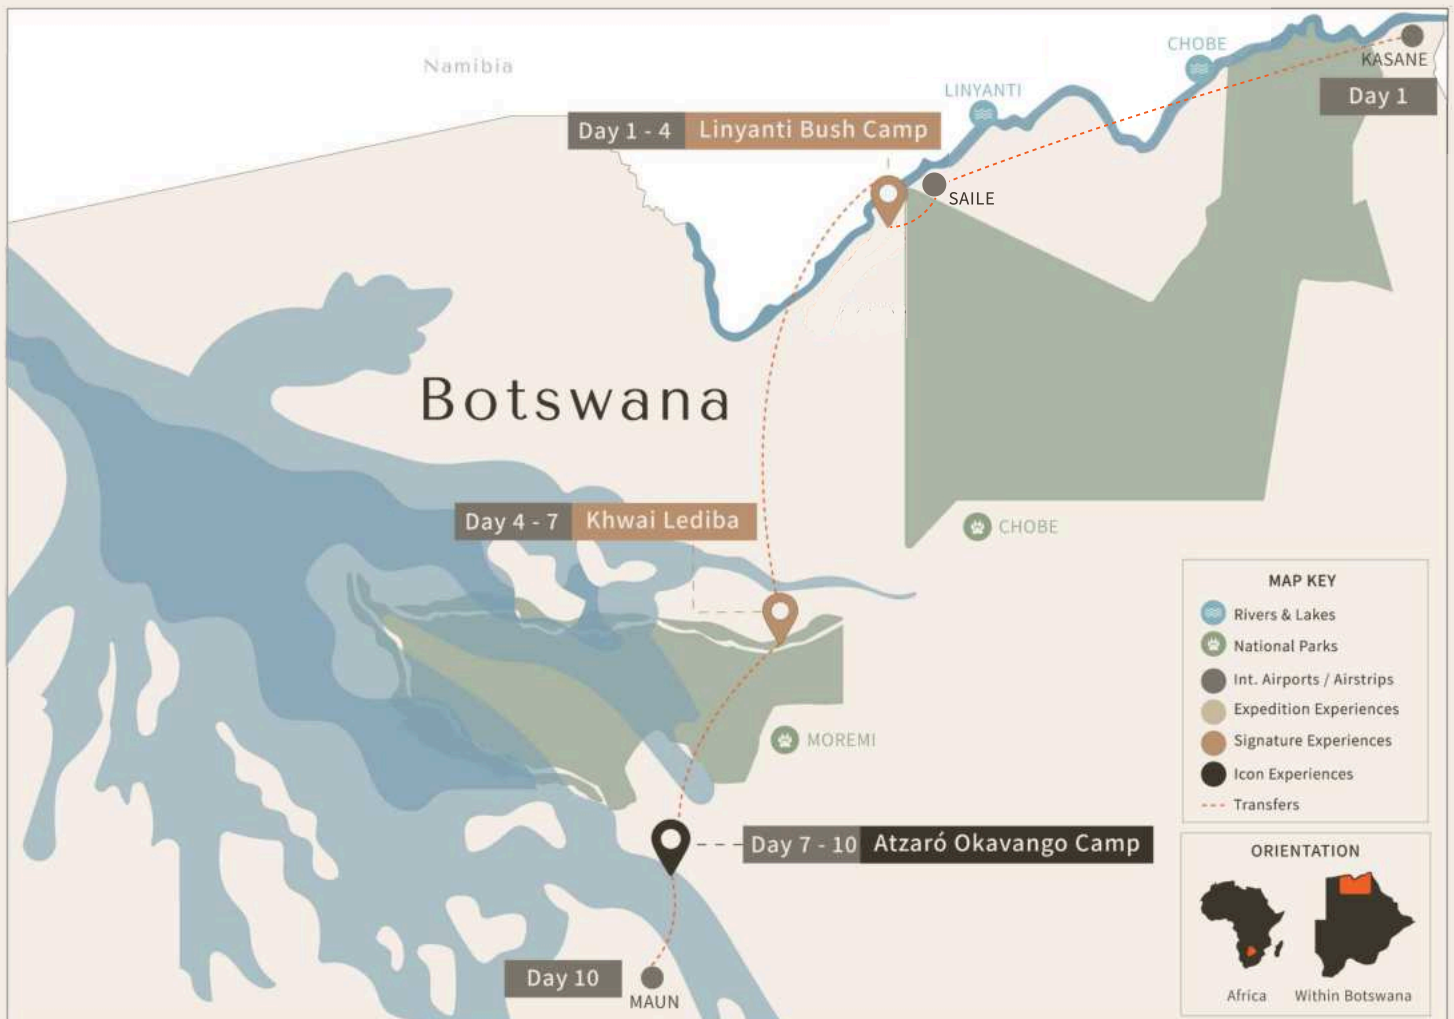 Namibia
CHOBE
KASANE
Day 1
LINYANTI
Day 1 - 4 Linyanti Bush Camp
SAILE
Botswana
Day 4 - 7 Khwai Lediba
CHOBE
MOREMI
Day 7 - 10 Atzaró Okavango Camp
Day 10
MAUN
MAP KEY
Rivers & Lakes
National Parks
Int. Airports / Airstrips
Expedition Experiences
Signature Experiences
Icon Experiences
Transfers
ORIENTATION
Africa
Within Botswana